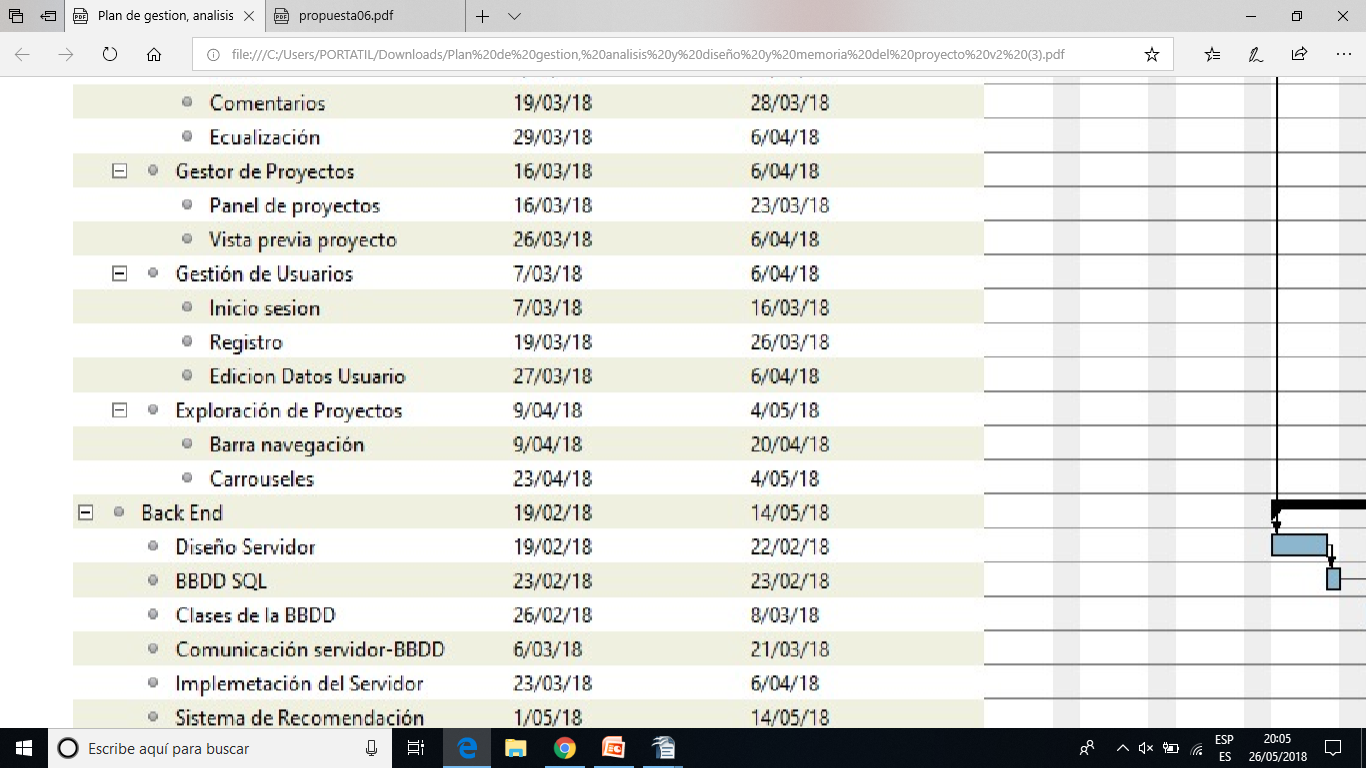 Plan de gestion, analisis
propuesta06.pdf
file:///C:/Users/PORTATIL/Downloads/Plan%20de%20gestion,%20analisis%20y%20diseño%20y%20memoria%20del%20proyecto%20v2%20(3).pdf
Comentarios 19/03/18 28/03/18
Ecualización 29/03/18 6/04/18
Gestor de Proyectos 16/03/18 6/04/18
Panel de proyectos 16/03/18 23/03/18
Vista previa proyecto 26/03/18 6/04/18
Gestión de Usuarios 7/03/18 6/04/18
Inicio sesion 7/03/18 16/03/18
Registro 19/03/18 26/03/18
Edicion Datos Usuario 27/03/18 6/04/18
Exploración de Proyectos 9/04/18 4/05/18
Barra navegación 9/04/18 20/04/18
Carrouseles 23/04/18 4/05/18
Back End 19/02/18 14/05/18
Diseño Servidor 19/02/18 22/02/18
BBDD SQL 23/02/18 23/02/18
Clases de la BBDD 26/02/18 8/03/18
Comunicación servidor-BBDD 6/03/18 21/03/18
Implemetación del Servidor 23/03/18 6/04/18
Sistema de Recomendación 1/05/18 14/05/18
Escribe aquí para buscar
ESP
ES
20:05
26/05/2018